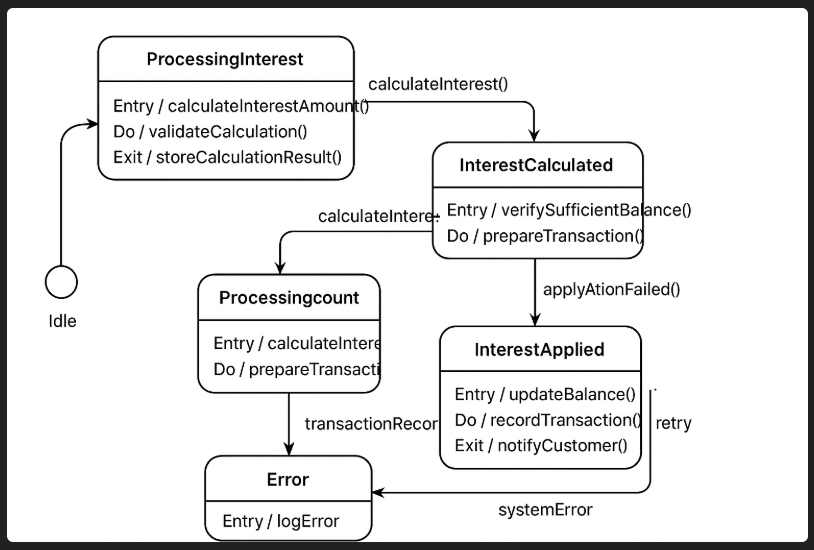 ProcessingInterest
Entry / calculateInterestAmount()
Do / validateCalculation()
Exit / storeCalculationResult()
calculateInterest()
InterestCalculated
Entry / verifySufficientBalance()
Do / prepareTransaction()
calculateIntere
Idle
Processingcount
Entry / calculateIntere
Do / prepareTransacti
applyAtionFailed()
InterestApplied
Entry / updateBalance()
Do / recordTransaction()
Exit / notifyCustomer()
transactionRecor
retry
Error
Entry / logError
systemError